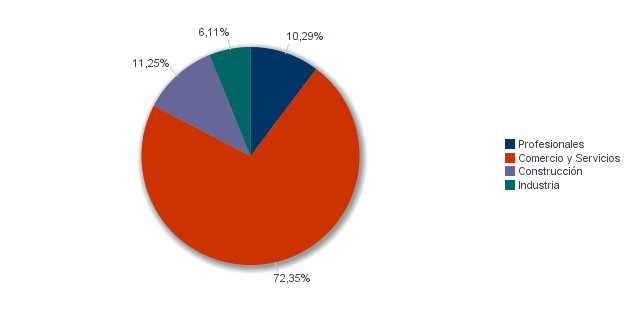 6,11%
10,29%
11,25%
Profesionales
Comercio y Servicios
Construcción
Industria
72,35%